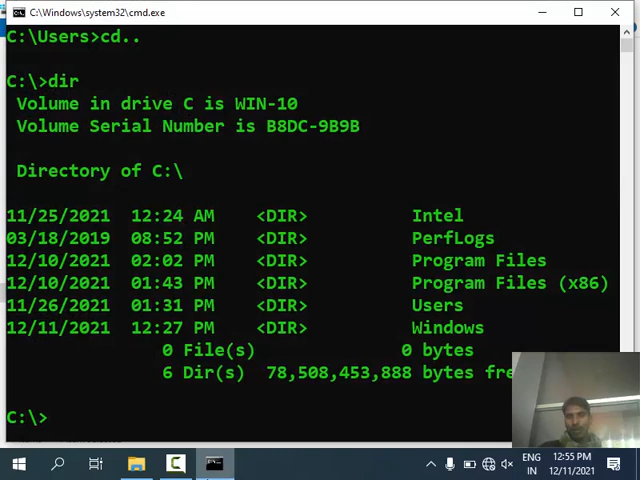 C:\Windows\system32\cmd.exe
C:\Users>cd..
C:\>dir
Volume in drive C is WIN-10
Volume Serial Number is B8DC-9B9B
Directory of C:\
11/25/2021 12:24 AM <DIR> Intel
03/18/2019 08:52 PM <DIR> PerfLogs
12/10/2021 02:02 PM <DIR> Program Files
12/10/2021 01:43 PM <DIR> Program Files (x86)
11/26/2021 01:31 PM <DIR> Users
12/11/2021 12:27 PM <DIR> Windows
0 File(s) 0 bytes
6 Dir(s) 78,508,453,888 bytes fre
C:\>
ENG 12:55 PM
IN 12/11/2021